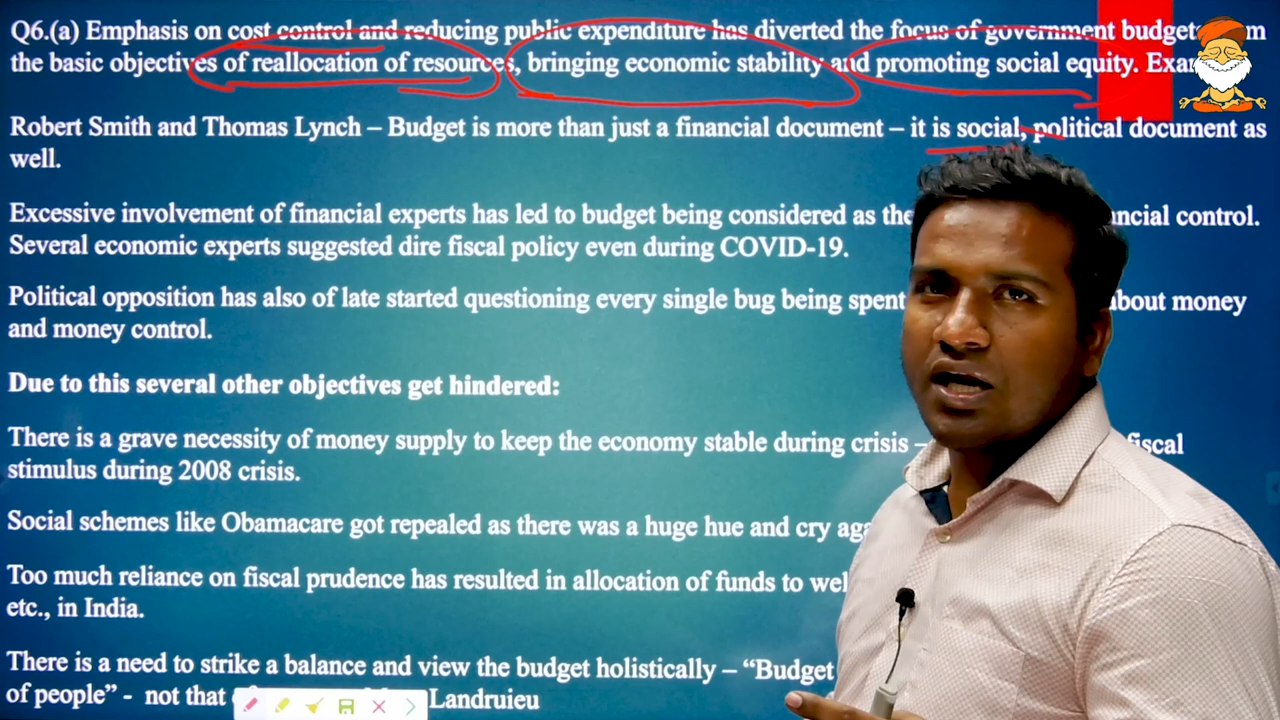 Q6.(a) Emphasis on cost control and reducing public expenditure has diverted the focus of government budget
the basic objectives of reallocation of resources, bringing economic stability and promoting social equity.
Robert Smith and Thomas Lynch – Budget is more than just a financial document – it is social, political document as
well.
Excessive involvement of financial experts has led to budget being considered as the control.
Several economic experts suggested dire fiscal policy even during COVID-19.
Political opposition has also of late started questioning every single bug being spent about money
and money control.
Due to this several other objectives get hindered:
There is a grave necessity of money supply to keep the economy stable during crisis – fiscal
stimulus during 2008 crisis.
Social schemes like Obamacare got repealed as there was a huge hue and cry
Too much reliance on fiscal prudence has resulted in allocation of funds to
etc., in India.
There is a need to strike a balance and view the budget holistically – “Budget
of people” - not that Landruieu